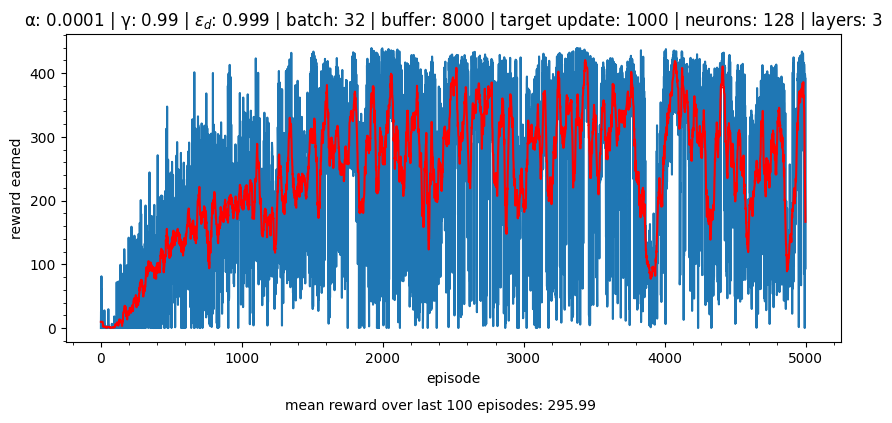 α: 0.0001 | γ: 0.99 | ε_d: 0.999 | batch: 32 | buffer: 8000 | target update: 1000 | neurons: 128 | layers: 3
400
300
200
100
0
reward earned
0 1000 2000 3000 4000 5000
episode
mean reward over last 100 episodes: 295.99